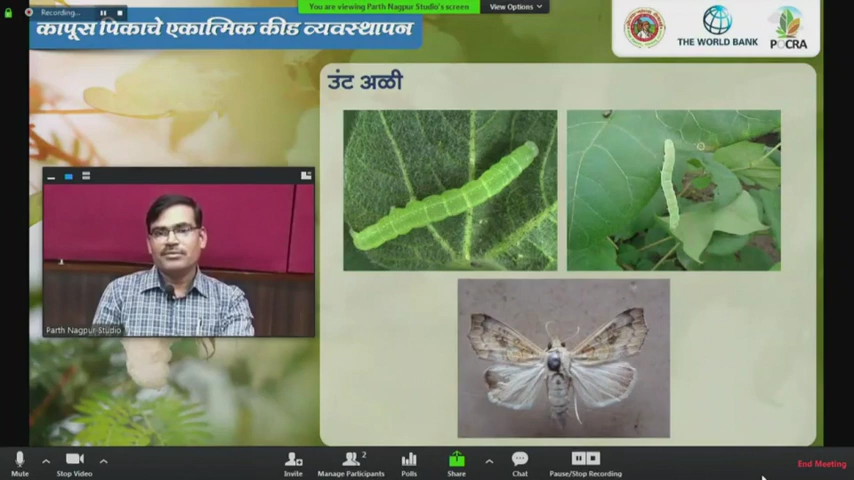 Recording...
You are viewing Parth Nagpur Studio's screen
View Options
कापूस पिकाचे एकात्मिक कीड व्यवस्थापन
THE WORLD BANK
POCRA
उंट अळी
Parth Nagpur Studio
Mute
Stop Video
Invite
2
Manage Participants
Polls
Share
Chat
Pause/Stop Recording
End Meeting